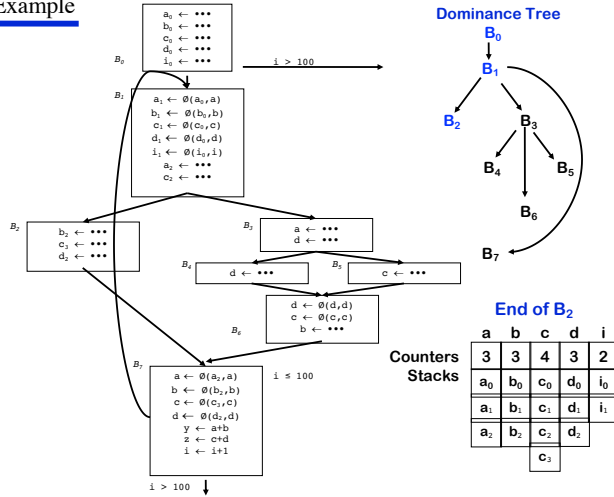 Example
B₀
a₀ ← •••
b₀ ← •••
c₀ ← •••
d₀ ← •••
i₀ ← •••
i > 100
B₁
a₁ ← Ø(a₀,a)
b₁ ← Ø(b₀,b)
c₁ ← Ø(c₀,c)
d₁ ← Ø(d₀,d)
i₁ ← Ø(i₀,i)
a₂ ← •••
c₂ ← •••
B₂
b₂ ← •••
c₃ ← •••
d₂ ← •••
B₃
a ← •••
d ← •••
B₄
d ← •••
B₅
c ← •••
B₆
d ← Ø(d,d)
c ← Ø(c,c)
b ← •••
B₇
a ← Ø(a₂,a)
b ← Ø(b₂,b)
c ← Ø(c₃,c)
d ← Ø(d₂,d)
y ← a+b
z ← c+d
i ← i+1
i ≤ 100
i > 100
Dominance Tree
B₀
B₁
B₂ B₃
B₄ B₅
B₆
B₇
End of B₂
a b c d i
Counters 3 3 4 3 2
Stacks a₀ b₀ c₀ d₀ i₀
a₁ b₁ c₁ d₁ i₁
a₂ b₂ c₂ d₂
c₃